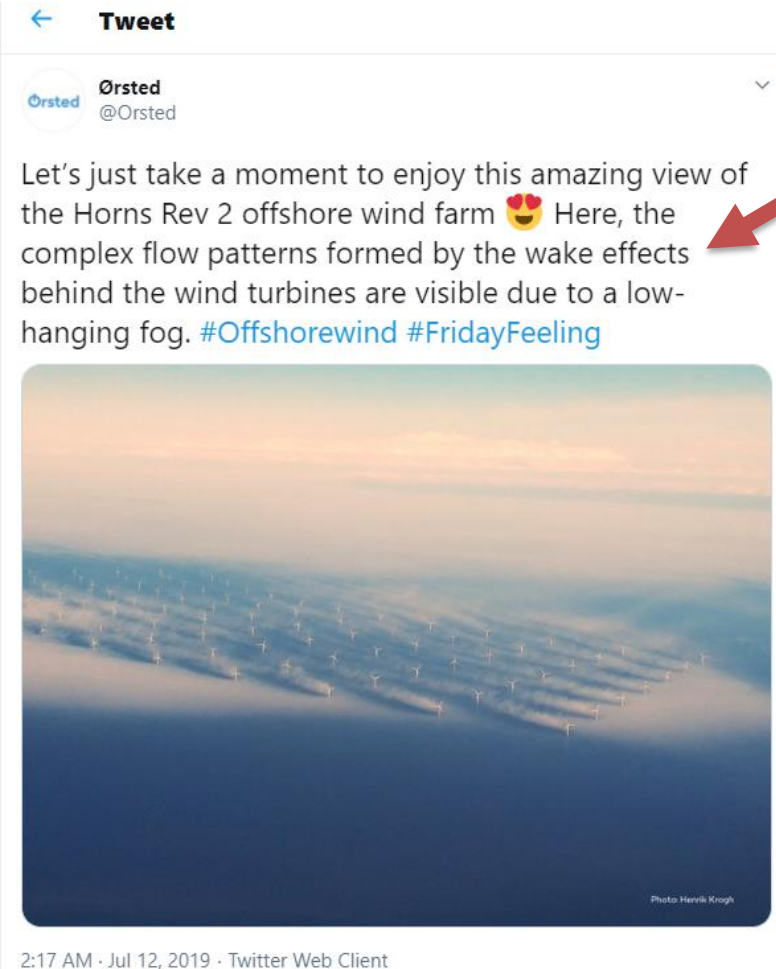 ← Tweet
Ørsted
Ørsted
@Orsted
Let’s just take a moment to enjoy this amazing view of
the Horns Rev 2 offshore wind farm 😍 Here, the
complex flow patterns formed by the wake effects
behind the wind turbines are visible due to a low-
hanging fog. #Offshorewind #FridayFeeling
Photo: Henrik Krogh
2:17 AM · Jul 12, 2019 · Twitter Web Client